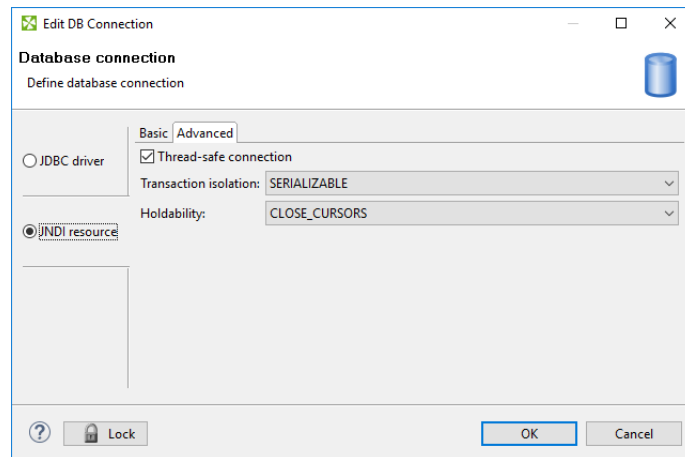 Edit DB Connection
Database connection
Define database connection
JDBC driver
JNDI resource
Basic Advanced
Thread-safe connection
Transaction isolation: SERIALIZABLE
Holdability: CLOSE_CURSORS
? Lock OK Cancel